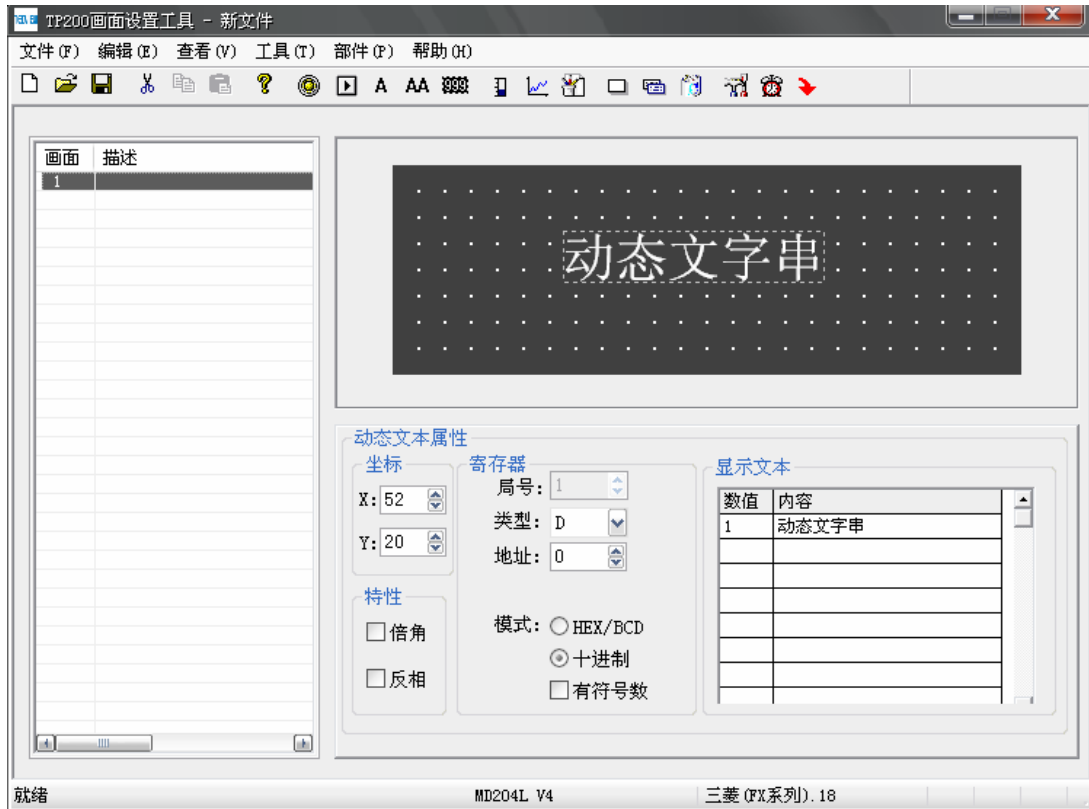 TP200画面设置工具 - 新文件
文件(F) 编辑(E) 查看(V) 工具(T) 部件(P) 帮助(H)
A AA
画面 描述
1
动态文字串
动态文本属性
坐标
X: 52
Y: 20
特性
倍角
反相
寄存器
局号: 1
类型: D
地址: 0
模式: HEX/BCD
十进制
有符号数
显示文本
数值 内容
1 动态文字串
就绪 MD204L V4 三菱(FX系列).18